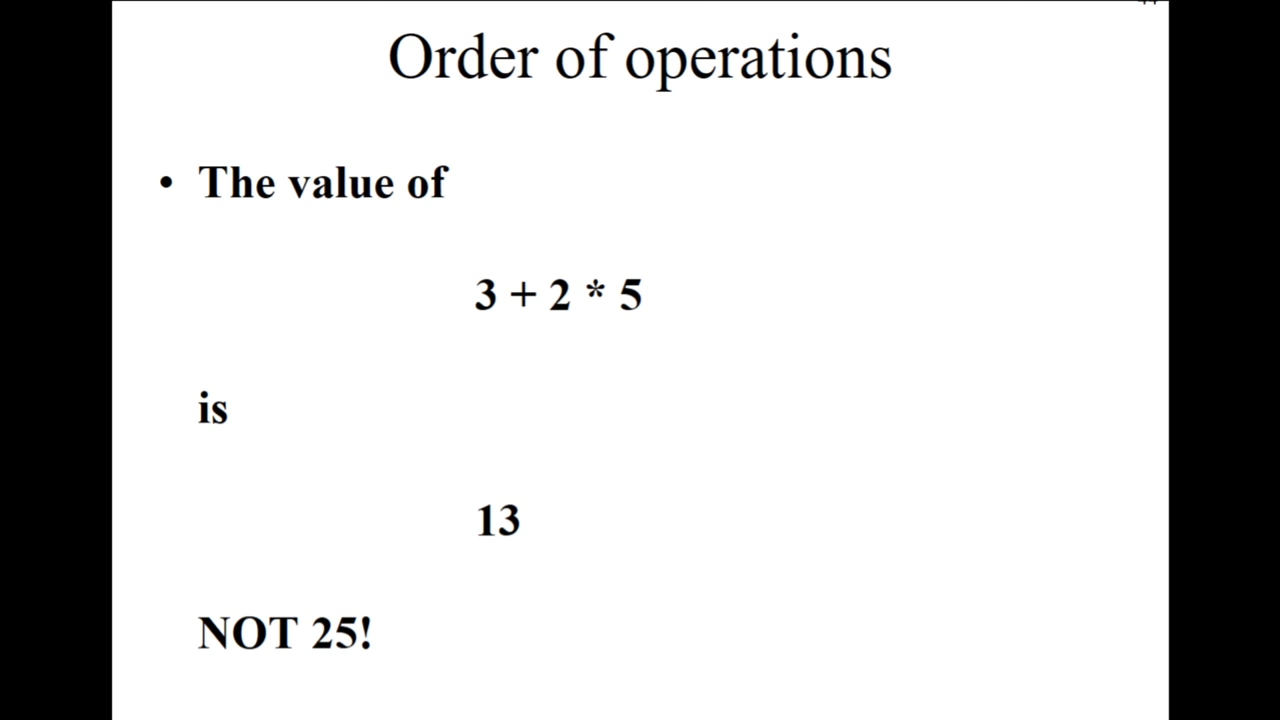 Order of operations
• The value of
3 + 2 * 5
is
13
NOT 25!